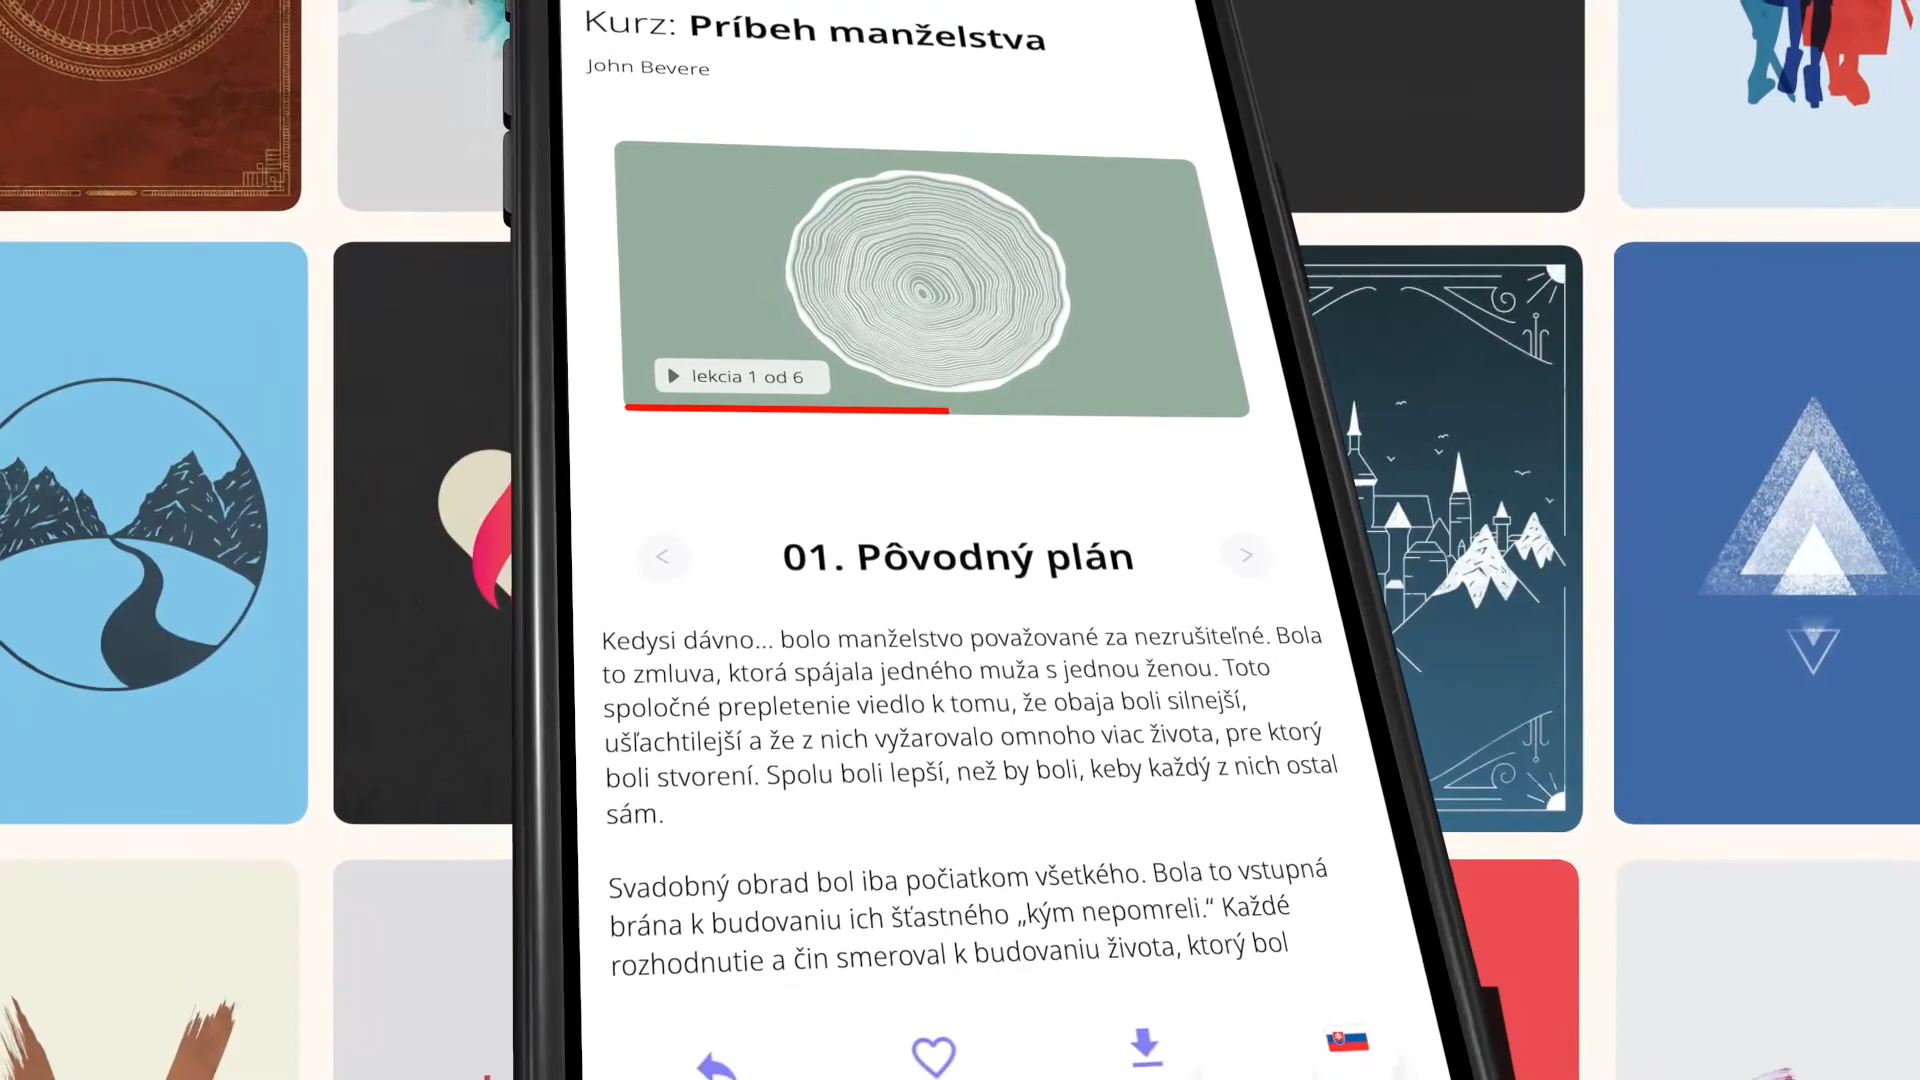 Kurz: Príbeh manželstva
John Bevere
lekcia 1 od 6
<
01. Pôvodný plán
>
Kedysi dávno... bolo manželstvo považované za nezrušiteľné. Bola
to zmluva, ktorá spájala jedného muža s jednou ženou. Toto
spoločné prepletenie viedlo k tomu, že obaja boli silnejší,
ušľachtilejší a že z nich vyžarovalo omnoho viac života, pre ktorý
boli stvorení. Spolu boli lepší, než by boli, keby každý z nich ostal
sám.
Svadobný obrad bol iba počiatkom všetkého. Bola to vstupná
brána k budovaniu ich šťastného „kým nepomreli.“ Každé
rozhodnutie a čin smeroval k budovaniu života, ktorý bol